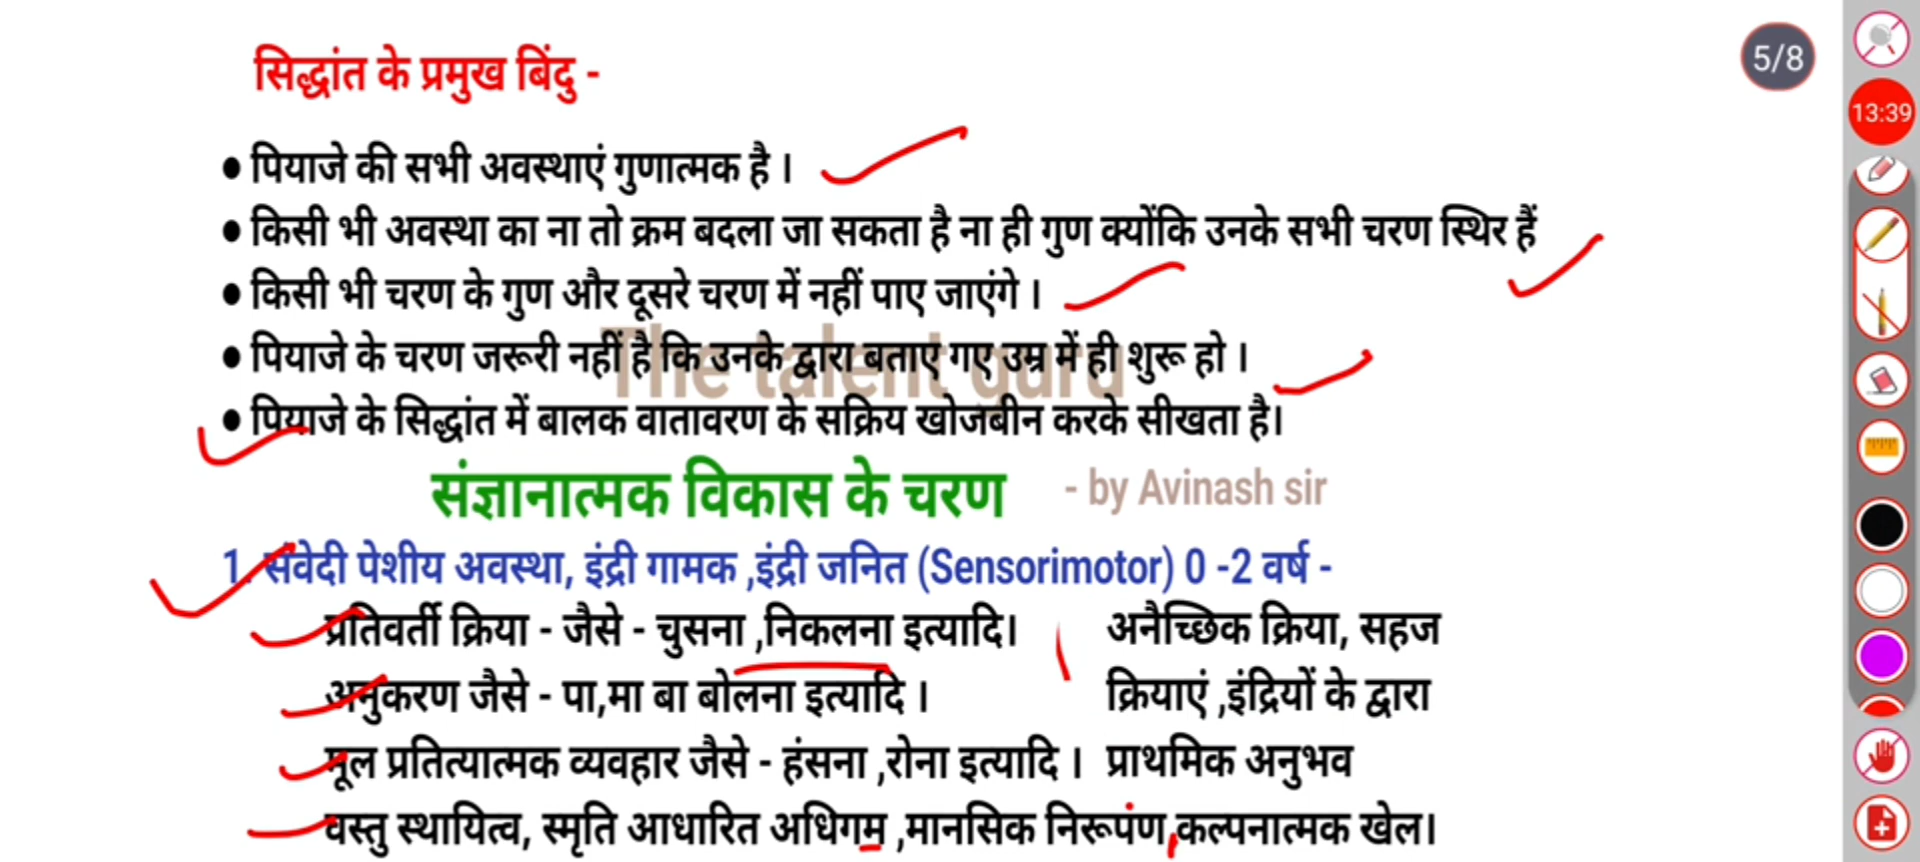 सिद्धांत के प्रमुख बिंदु -
5/8
13:39
● पियाजे की सभी अवस्थाएं गुणात्मक है ।
● किसी भी अवस्था का ना तो क्रम बदला जा सकता है ना ही गुण क्योंकि उनके सभी चरण स्थिर हैं
● किसी भी चरण के गुण और दूसरे चरण में नहीं पाए जाएंगे ।
● पियाजे के चरण जरूरी नहीं है कि उनके द्वारा बताए गए उम्र में ही शुरू हो ।
The talent guru
● पियाजे के सिद्धांत में बालक वातावरण के सक्रिय खोजबीन करके सीखता है।
संज्ञानात्मक विकास के चरण - by Avinash sir
1. संवेदी पेशीय अवस्था, इंद्री गामक ,इंद्री जनित (Sensorimotor) 0 -2 वर्ष -
प्रतिवर्ती क्रिया - जैसे - चुसना ,निकलना इत्यादि। अनैच्छिक क्रिया, सहज
अनुकरण जैसे - पा,मा बा बोलना इत्यादि । क्रियाएं ,इंद्रियों के द्वारा
मूल प्रतित्यात्मक व्यवहार जैसे - हंसना ,रोना इत्यादि । प्राथमिक अनुभव
वस्तु स्थायित्व, स्मृति आधारित अधिगम ,मानसिक निरूपंण,कल्पनात्मक खेल।